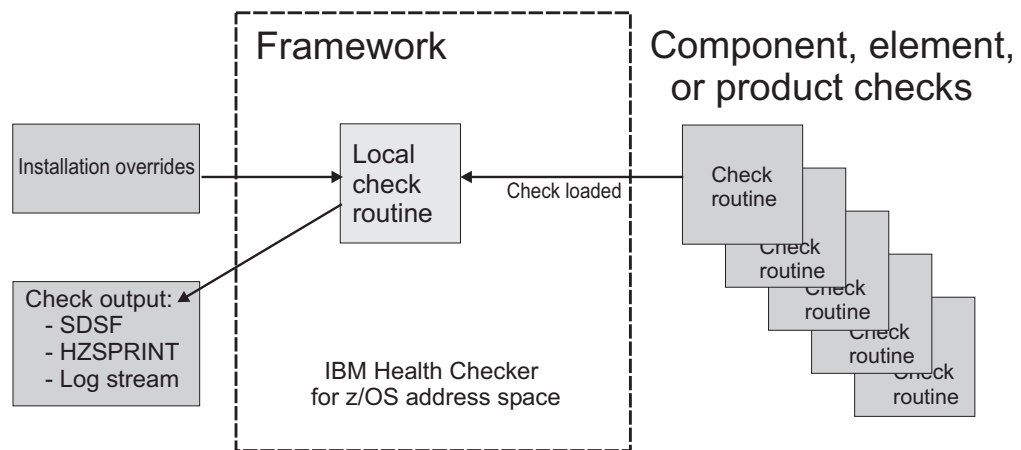 Framework
Component, element,
or product checks
Installation overrides
Local
check
routine
Check loaded
Check
routine
Check
routine
Check
routine
Check
routine
Check
routine
Check output:
- SDSF
- HZSPRINT
- Log stream
IBM Health Checker
for z/OS address space